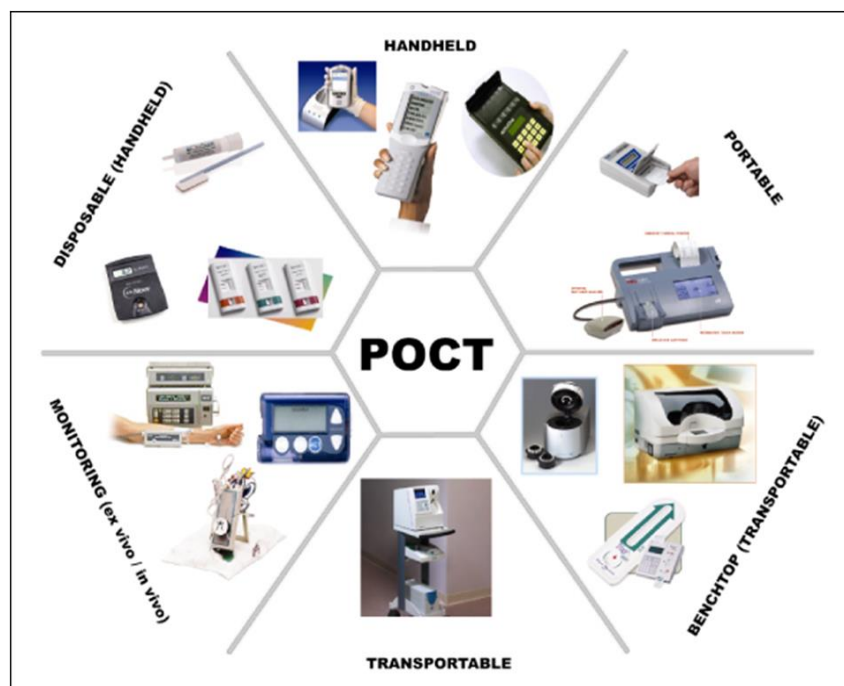 HANDHELD
DISPOSABLE (HANDHELD)
PORTABLE
POCT
MONITORING (ex vivo / in vivo)
BENCHTOP (TRANSPORTABLE)
TRANSPORTABLE